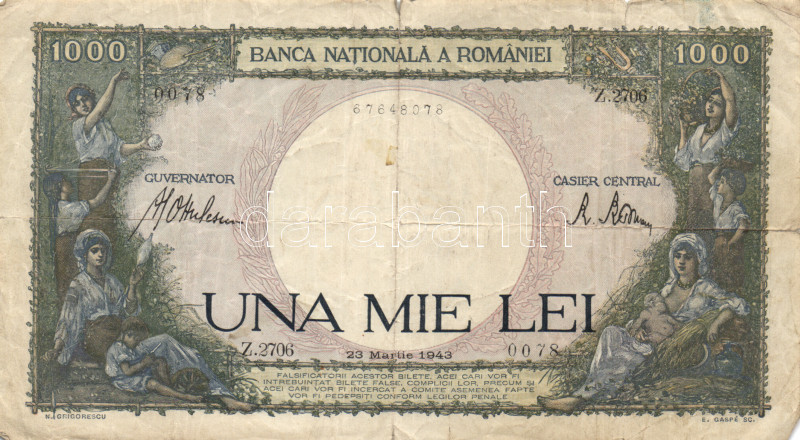 1000 BANCA NAȚIONALĂ A ROMÂNIEI 1000
0078 Z.2706
67648078
GUVERNATOR CASIER CENTRAL
darabanth
UNA MIE LEI
Z.2706 23 Martie 1943 0078
FALSIFICATORII ACESTOR BILETE, ACEI CARI VOR FI
INTREBUINȚAT BILETE FALSE, COMPLICII LOR, PRECUM ȘI
ACEI CARI VOR FI INCERCAT A COMITE ASEMENEA FAPTE
VOR FI PEDEPSIȚI CONFORM LEGILOR PENALE
N. GRIGORESCU E. GASPÉ SC.